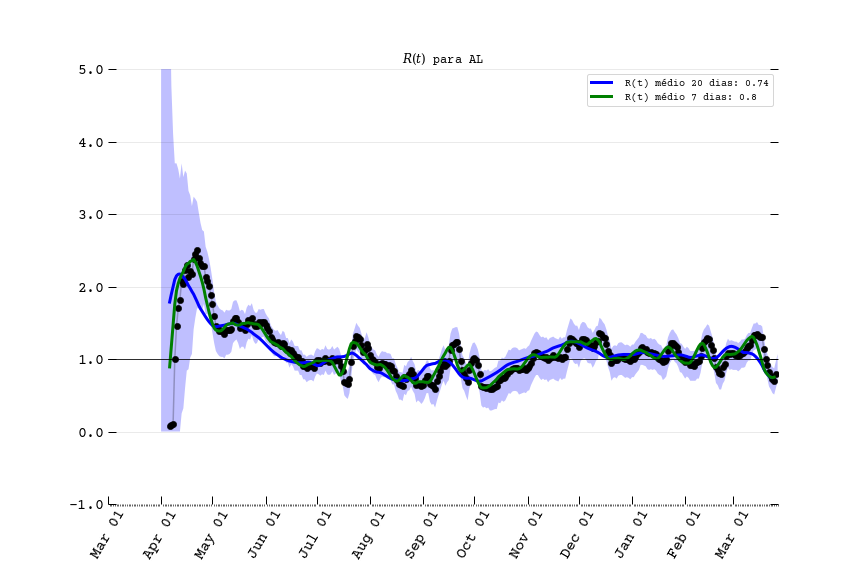 R(t) para AL
R(t) médio 20 dias: 0.74
R(t) médio 7 dias: 0.8
5.0
4.0
3.0
2.0
1.0
0.0
-1.0
Mar 01
Apr 01
May 01
Jun 01
Jul 01
Aug 01
Sep 01
Oct 01
Nov 01
Dec 01
Jan 01
Feb 01
Mar 01